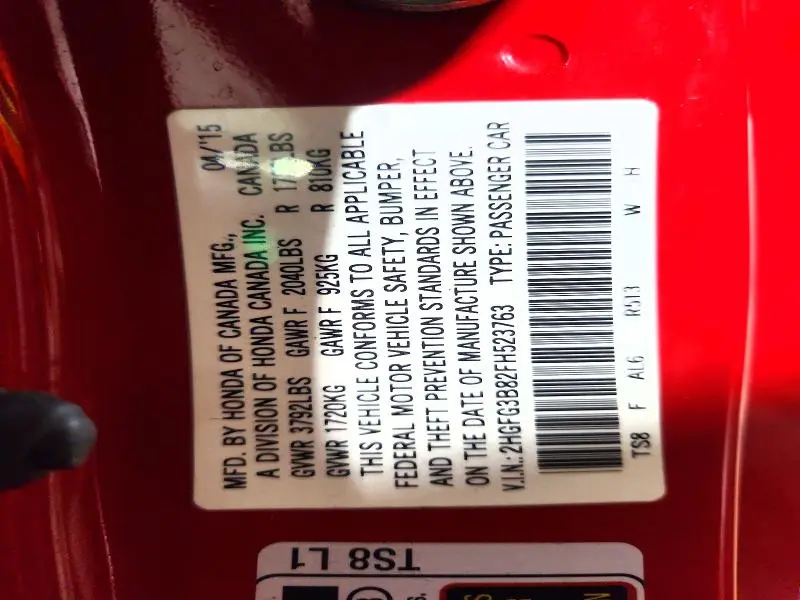 MFD. BY HONDA OF CANADA MFG., 04/'15
A DIVISION OF HONDA CANADA INC. CANADA
GVWR 3792LBS GAWR F 2040LBS R LBS
GVWR 1720KG GAWR F 925KG R 810KG
THIS VEHICLE CONFORMS TO ALL APPLICABLE
FEDERAL MOTOR VEHICLE SAFETY, BUMPER,
AND THEFT PREVENTION STANDARDS IN EFFECT
ON THE DATE OF MANUFACTURE SHOWN ABOVE.
V.I.N.: 2HGFG3B82FH523763 TYPE: PASSENGER CAR
TS8 F AL6 R513 W H
TS8 L1